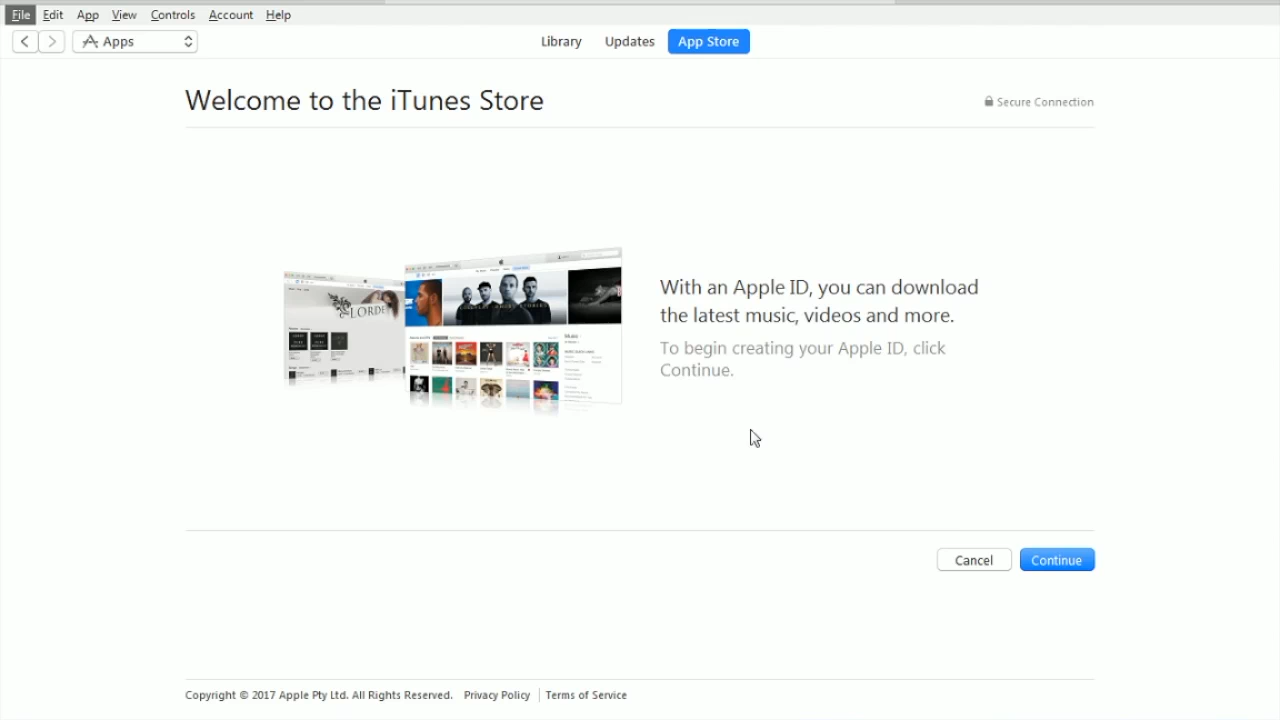 File Edit App View Controls Account Help
Apps Library Updates App Store
Welcome to the iTunes Store Secure Connection
LORDE
With an Apple ID, you can download
the latest music, videos and more.
To begin creating your Apple ID, click
Continue.
Cancel Continue
Copyright © 2017 Apple Pty Ltd. All Rights Reserved. Privacy Policy Terms of Service